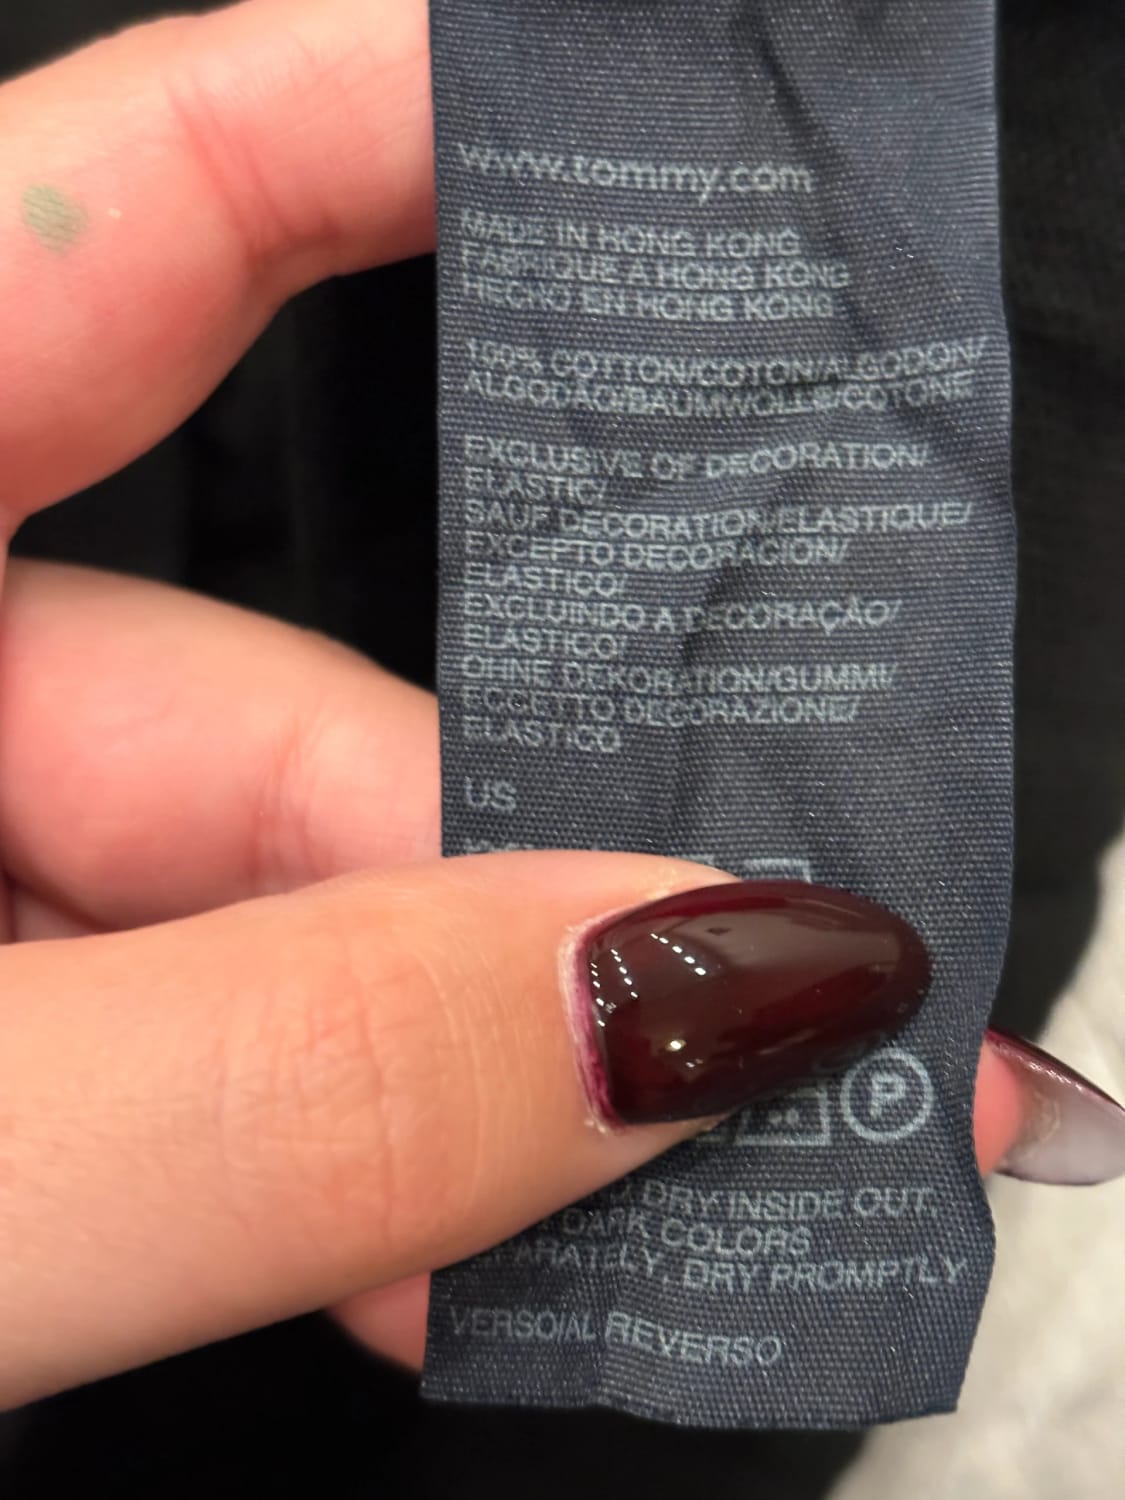 www.tommy.com
MADE IN HONG KONG
FABRIQUE A HONG KONG
HECHO EN HONG KONG
100% COTTON/COTON/ALGODON/
ALGODÃO/BAUMWOLLE/COTONE
EXCLUSIVE OF DECORATION/
ELASTIC/
SAUF DECORATION/ELASTIQUE/
EXCEPTO DECORACION/
ELASTICO/
EXCLUINDO A DECORAÇÃO/
ELASTICO/
OHNE DEKORATION/GUMMI/
ECCETTO DECORAZIONE/
ELASTICO
US
P
DRY INSIDE OUT.
DARK COLORS
DRY PROMPTLY
VERSO/AL REVERSO